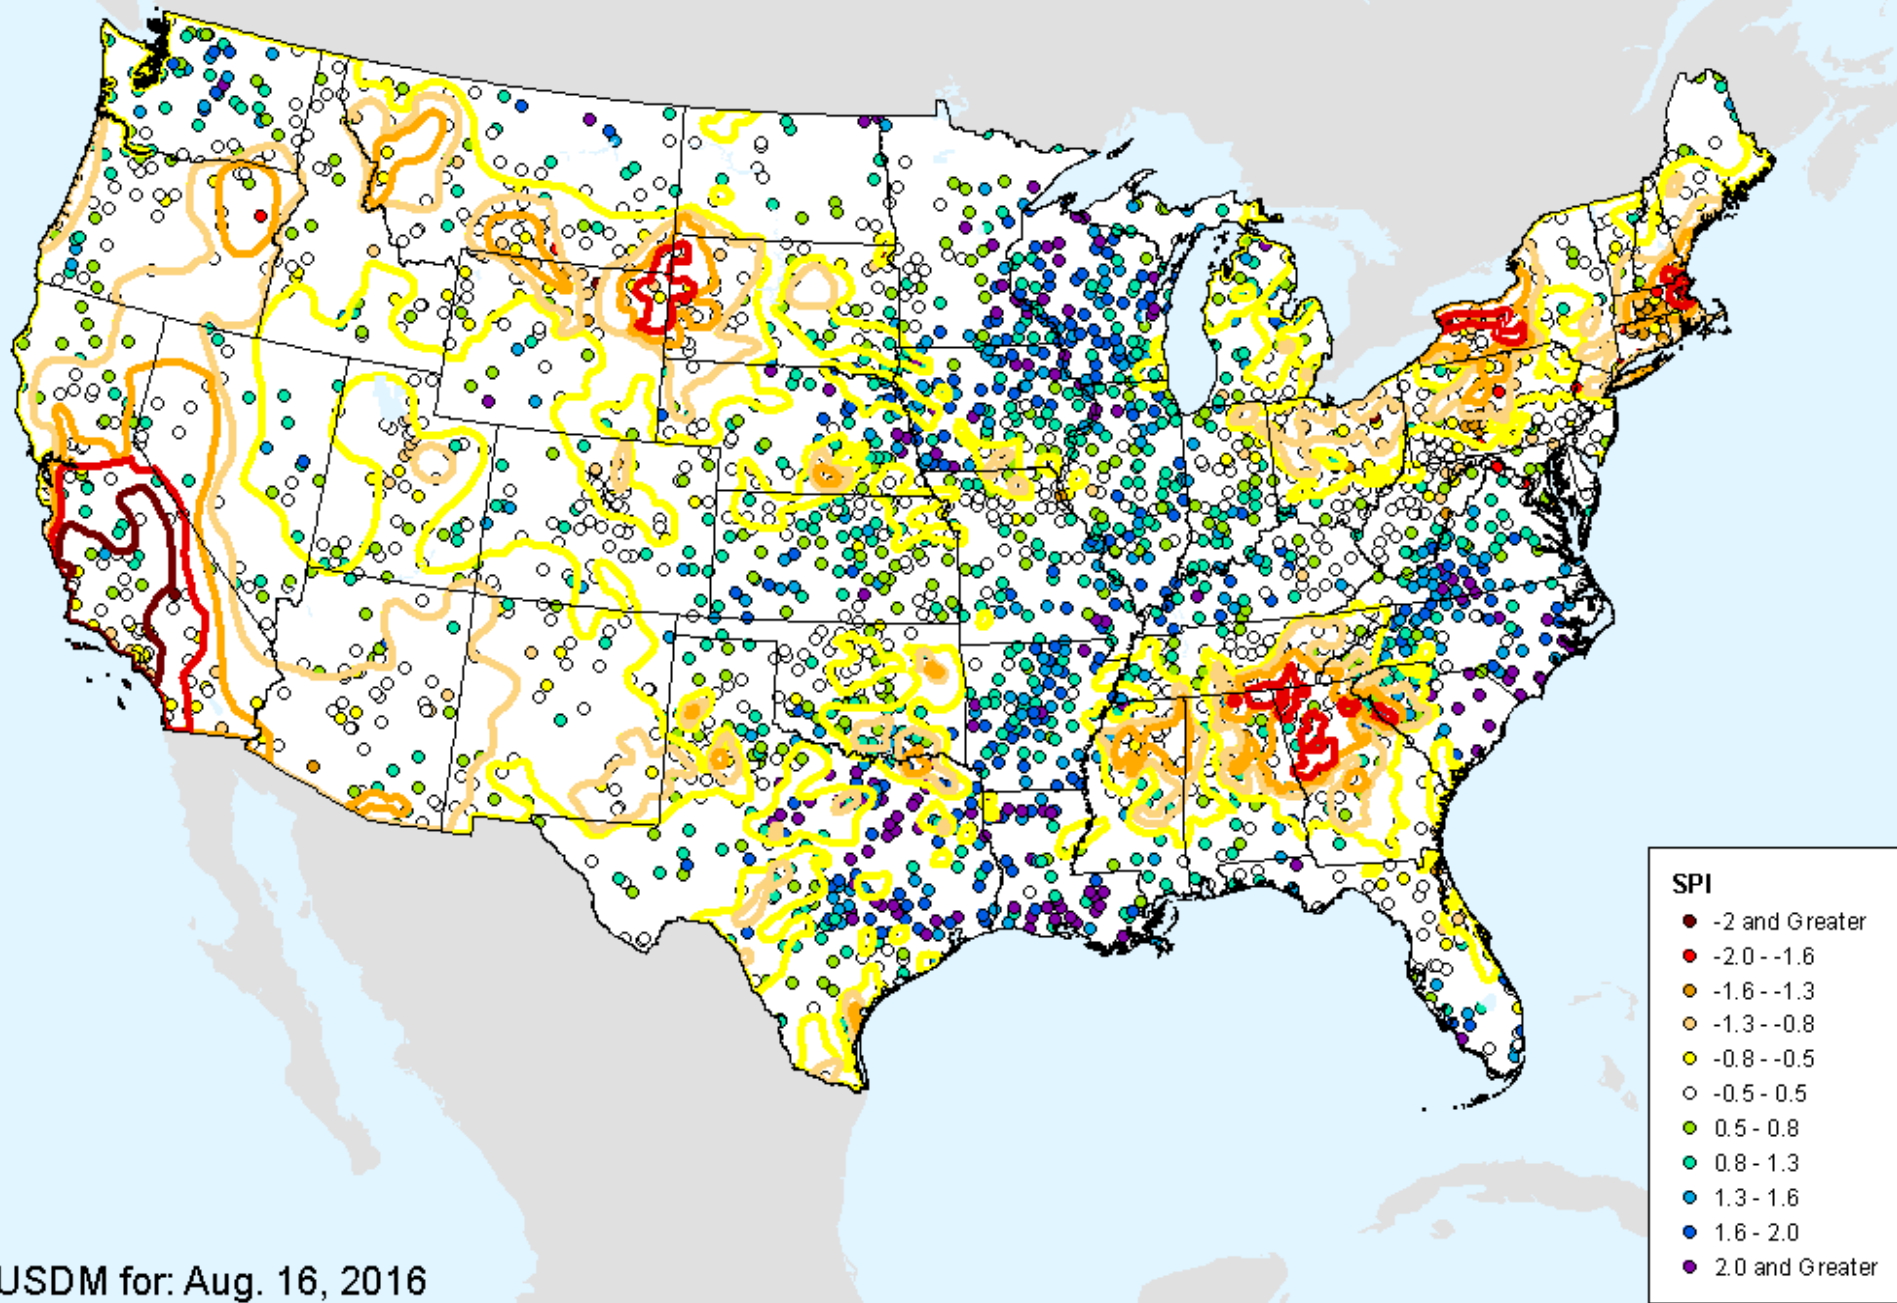 SPI
-2 and Greater
-2.0 - -1.6
-1.6 - -1.3
-1.3 - -0.8
-0.8 - -0.5
-0.5 - 0.5
0.5 - 0.8
0.8 - 1.3
1.3 - 1.6
1.6 - 2.0
2.0 and Greater
USDM for: Aug. 16, 2016